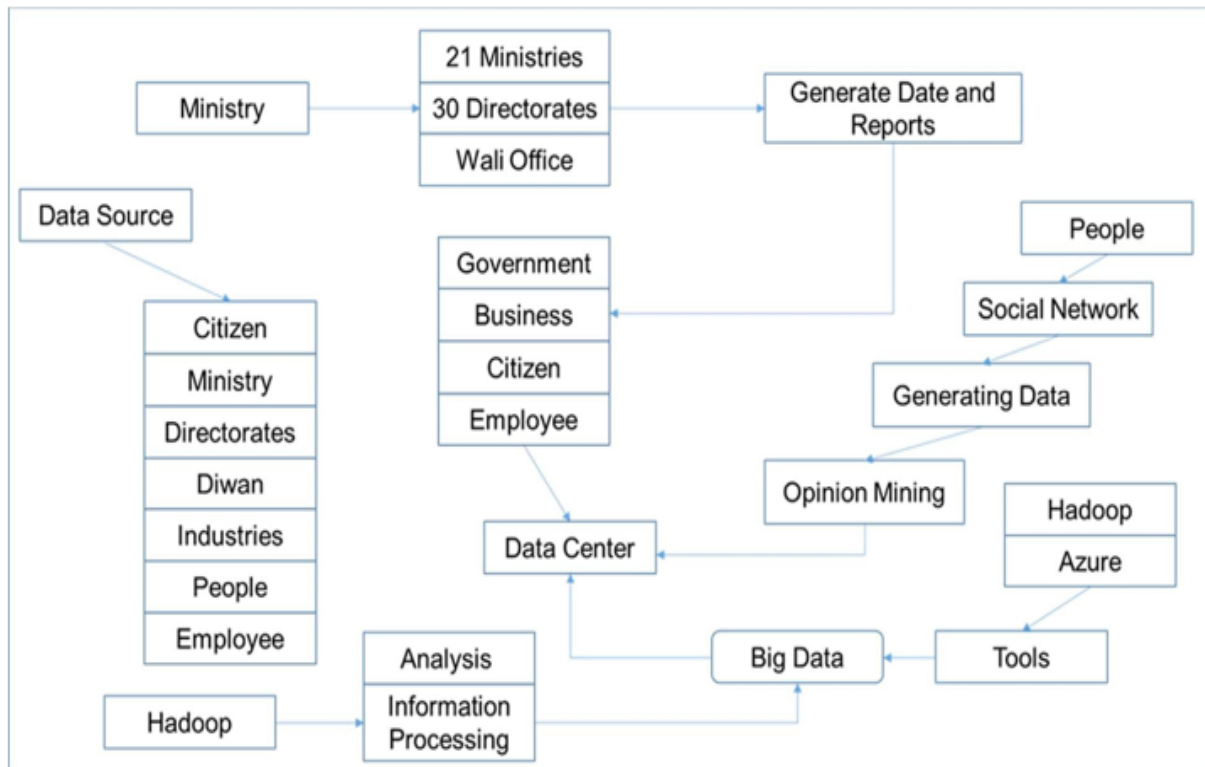 21 Ministries
Ministry
30 Directorates
Wali Office
Generate Date and
Reports
Data Source
Citizen
Ministry
Directorates
Diwan
Industries
People
Employee
Government
Business
Citizen
Employee
People
Social Network
Generating Data
Opinion Mining
Data Center
Hadoop
Azure
Tools
Big Data
Analysis
Information
Processing
Hadoop